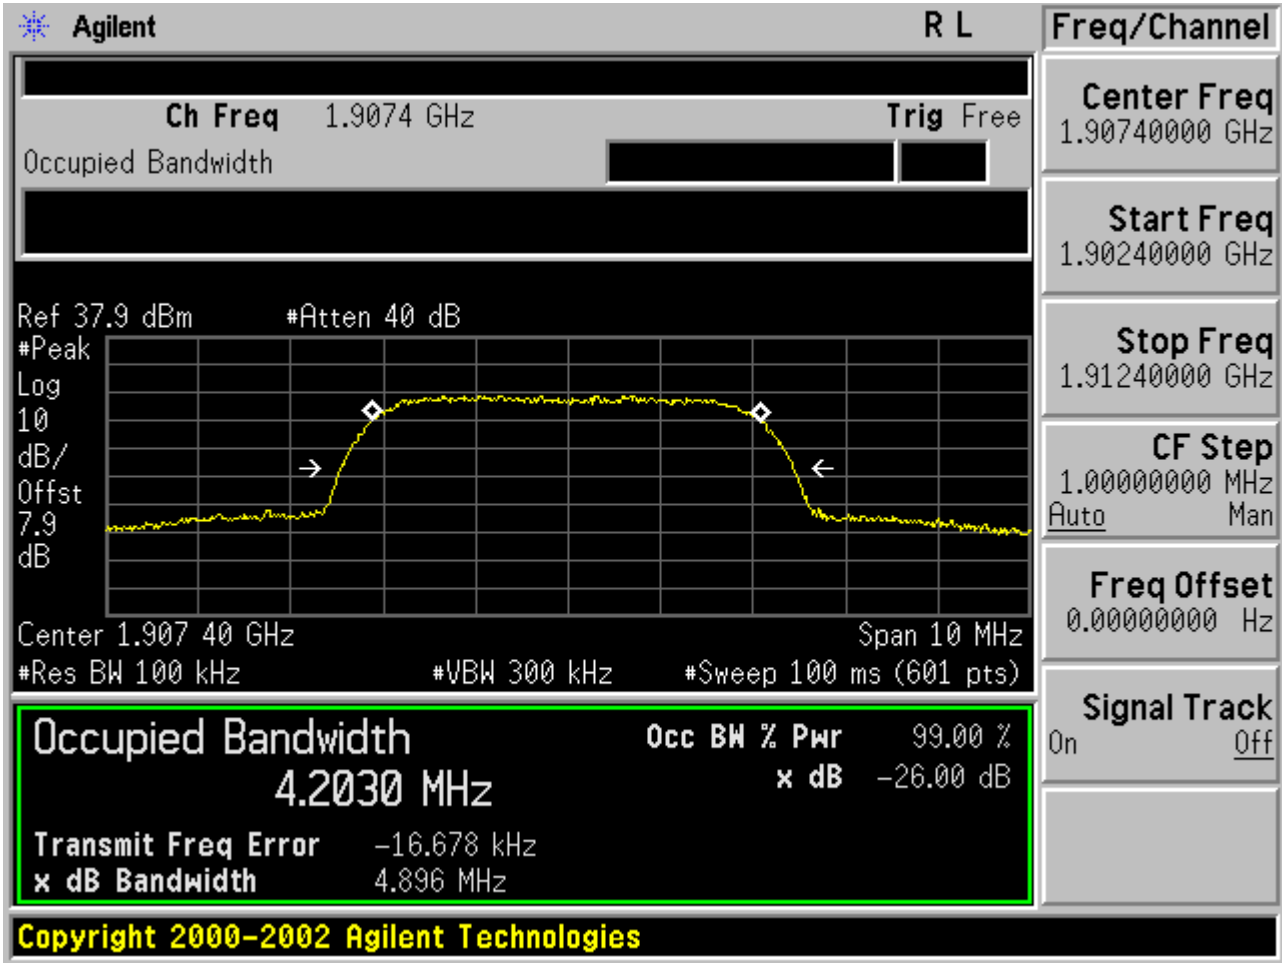 Agilent R L Freq/Channel
Ch Freq 1.9074 GHz Trig Free
Occupied Bandwidth
Center Freq
1.90740000 GHz
Start Freq
1.90240000 GHz
Stop Freq
1.91240000 GHz
CF Step
1.00000000 MHz
Auto Man
Freq Offset
0.00000000 Hz
Signal Track
On Off
Ref 37.9 dBm #Atten 40 dB
#Peak
Log
10
dB/
Offst
7.9
dB
Center 1.907 40 GHz Span 10 MHz
#Res BW 100 kHz #VBW 300 kHz #Sweep 100 ms (601 pts)
Occupied Bandwidth Occ BW % Pwr 99.00 %
4.2030 MHz x dB -26.00 dB
Transmit Freq Error -16.678 kHz
x dB Bandwidth 4.896 MHz
Copyright 2000-2002 Agilent Technologies